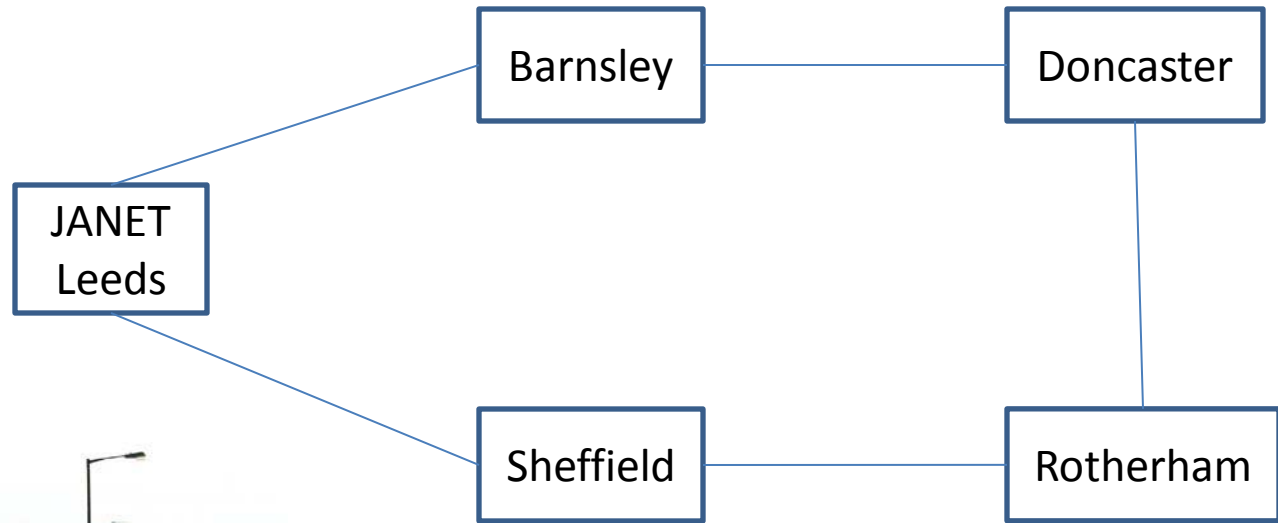 Barnsley
Doncaster
JANET
Leeds
Sheffield
Rotherham